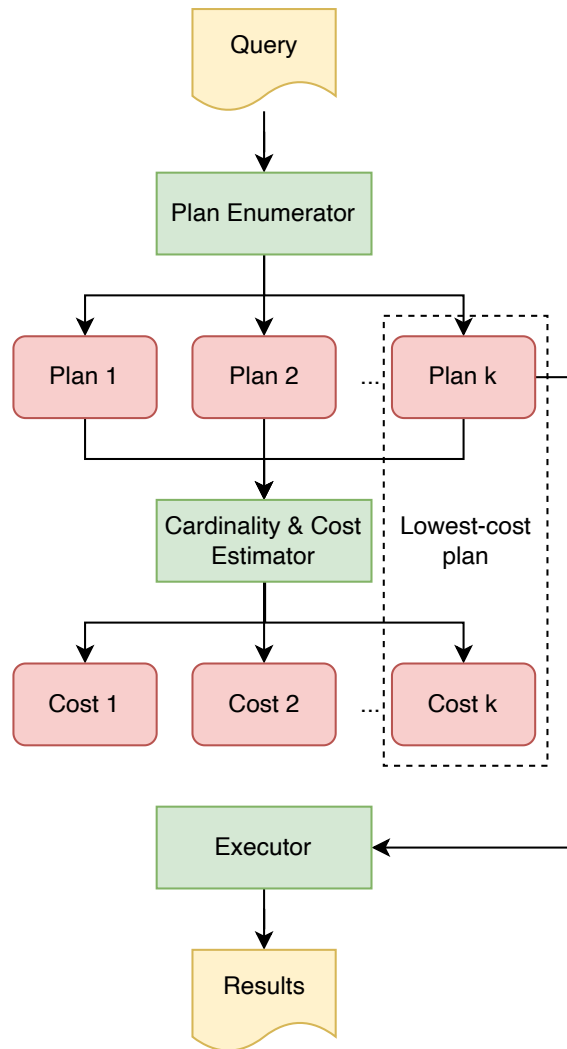 Query
Plan Enumerator
Plan 1
Plan 2
...
Plan k
Cardinality & Cost
Estimator
Lowest-cost
plan
Cost 1
Cost 2
...
Cost k
Executor
Results